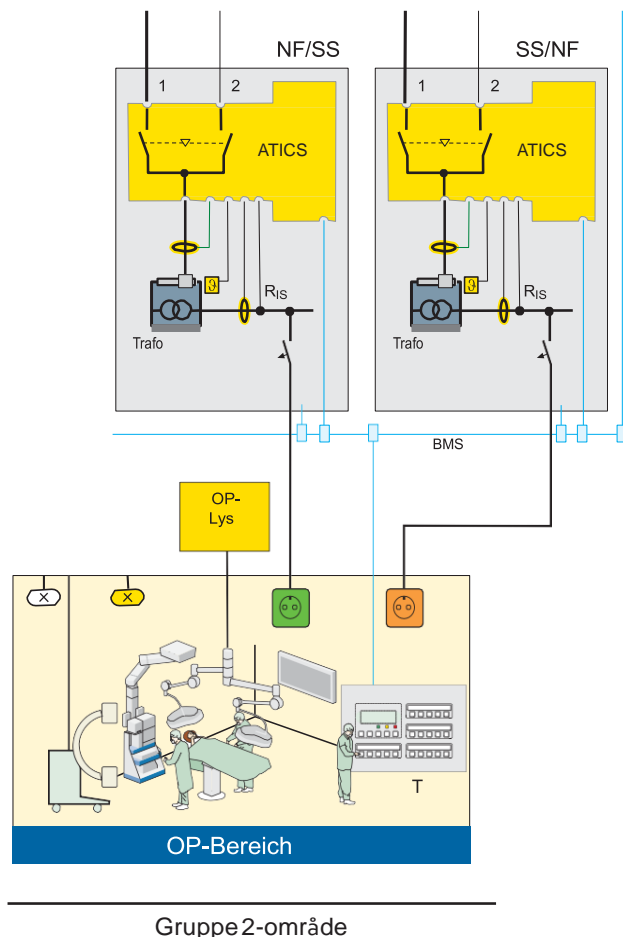 NF/SS
SS/NF
1 2
1 2
ATICS
ATICS
ϑ
ϑ
RIS
RIS
Trafo
Trafo
BMS
OP-
Lys
T
OP-Bereich
Gruppe 2-område